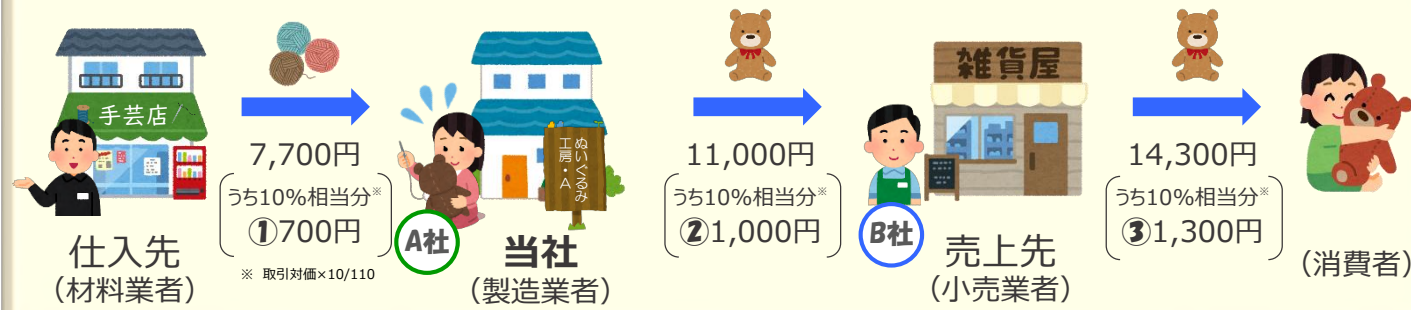 手芸店
7,700円
うち10%相当分※
①700円
※ 取引対価×10/110
仕入先
(材料業者)
ぬいぐるみ
工房・A
A社
当社
(製造業者)
11,000円
うち10%相当分※
②1,000円
雑貨屋
B社
売上先
(小売業者)
14,300円
うち10%相当分※
③1,300円
(消費者)